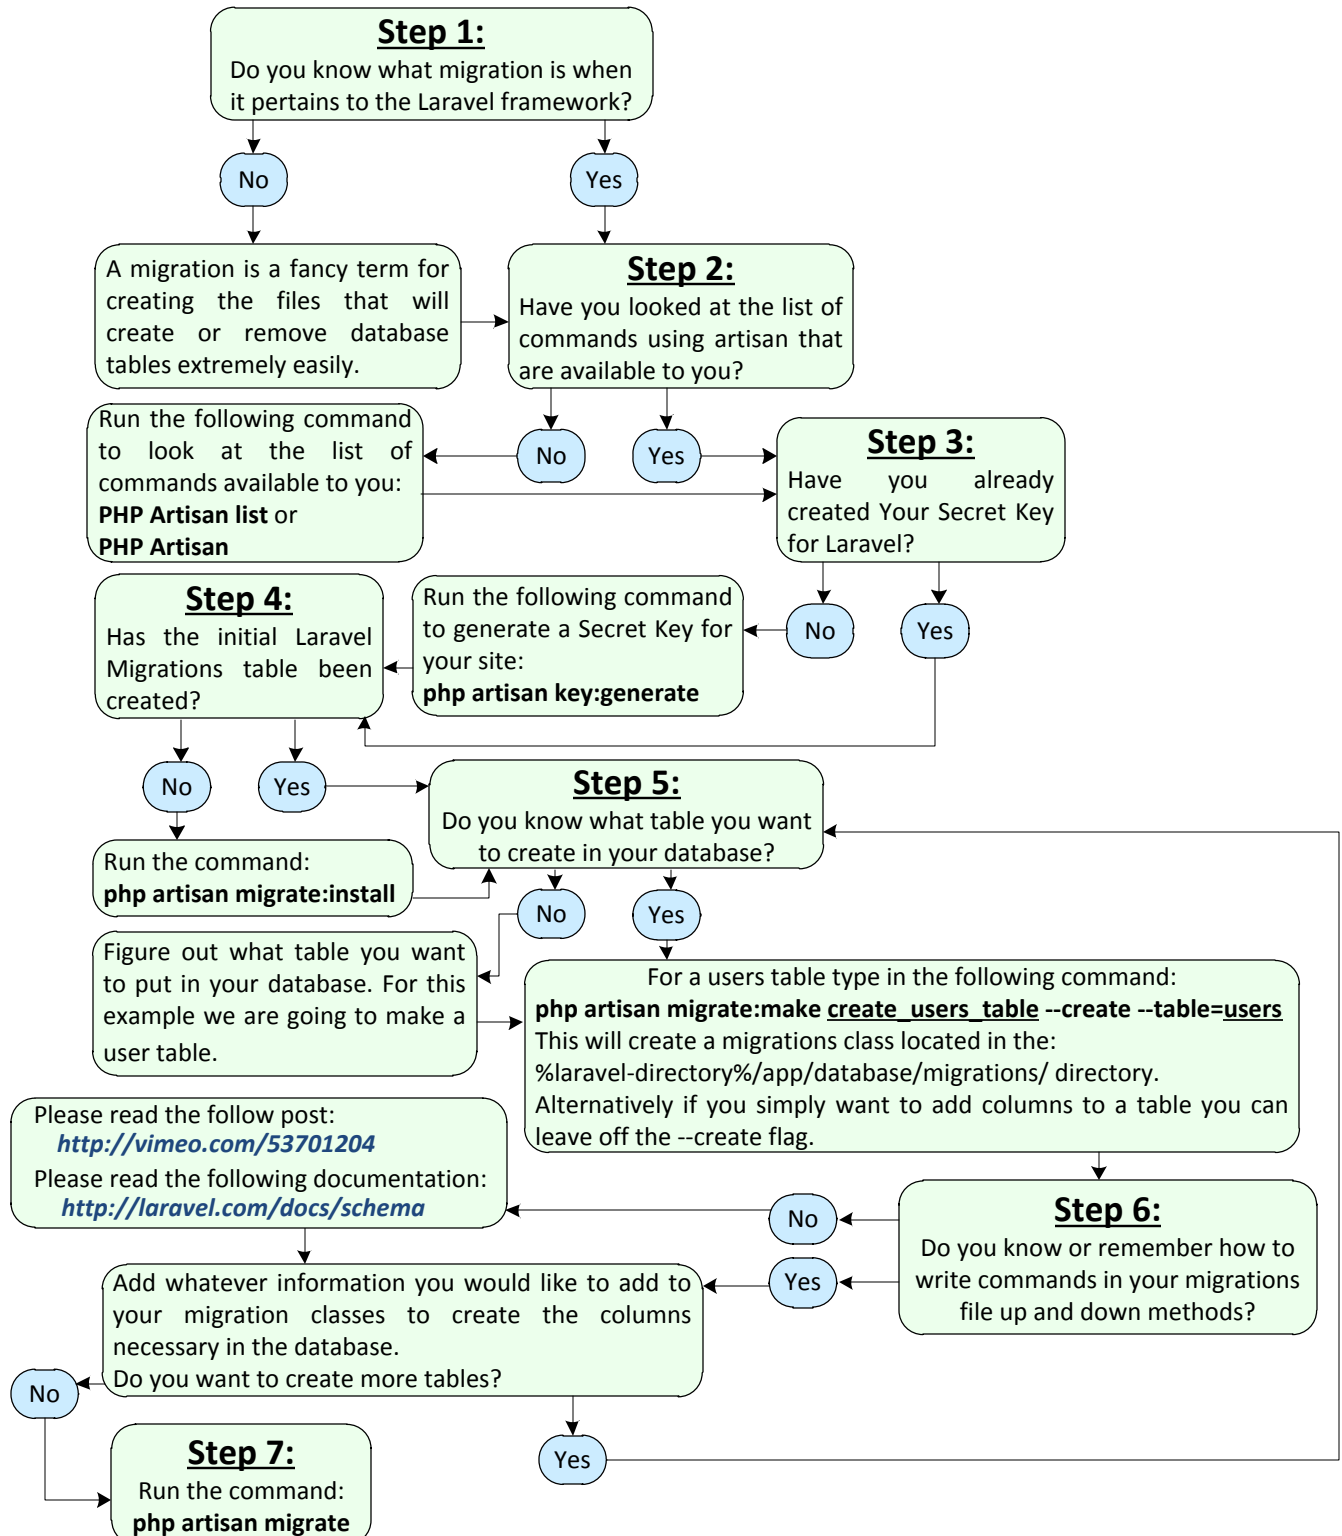 Step 1:
Do you know what migration is when
it pertains to the Laravel framework?
No
Yes
A migration is a fancy term for
creating the files that will
create or remove database
tables extremely easily.
Step 2:
Have you looked at the list of
commands using artisan that
are available to you?
No
Yes
Run the following command
to look at the list of
commands available to you:
PHP Artisan list or
PHP Artisan
Step 3:
Have you already
created Your Secret Key
for Laravel?
No
Yes
Run the following command
to generate a Secret Key for
your site:
php artisan key:generate
Step 4:
Has the initial Laravel
Migrations table been
created?
No
Yes
Run the command:
php artisan migrate:install
Step 5:
Do you know what table you want
to create in your database?
No
Yes
Figure out what table you want
to put in your database. For this
example we are going to make a
user table.
For a users table type in the following command:
php artisan migrate:make create_users_table --create --table=users
This will create a migrations class located in the:
%laravel-directory%/app/database/migrations/ directory.
Alternatively if you simply want to add columns to a table you can
leave off the --create flag.
Step 6:
Do you know or remember how to
write commands in your migrations
file up and down methods?
No
Yes
Please read the follow post:
http://vimeo.com/53701204
Please read the following documentation:
http://laravel.com/docs/schema
Add whatever information you would like to add to
your migration classes to create the columns
necessary in the database.
Do you want to create more tables?
No
Yes
Step 7:
Run the command:
php artisan migrate